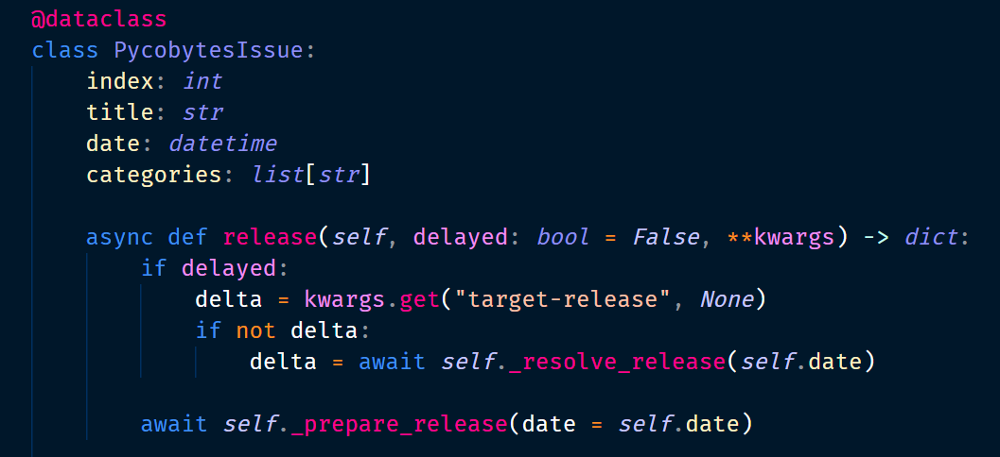 @dataclass
class PycobytesIssue:
    index: int
    title: str
    date: datetime
    categories: list[str]

    async def release(self, delayed: bool = False, **kwargs) -> dict:
        if delayed:
            delta = kwargs.get("target-release", None)
            if not delta:
                delta = await self._resolve_release(self.date)

        await self._prepare_release(date = self.date)